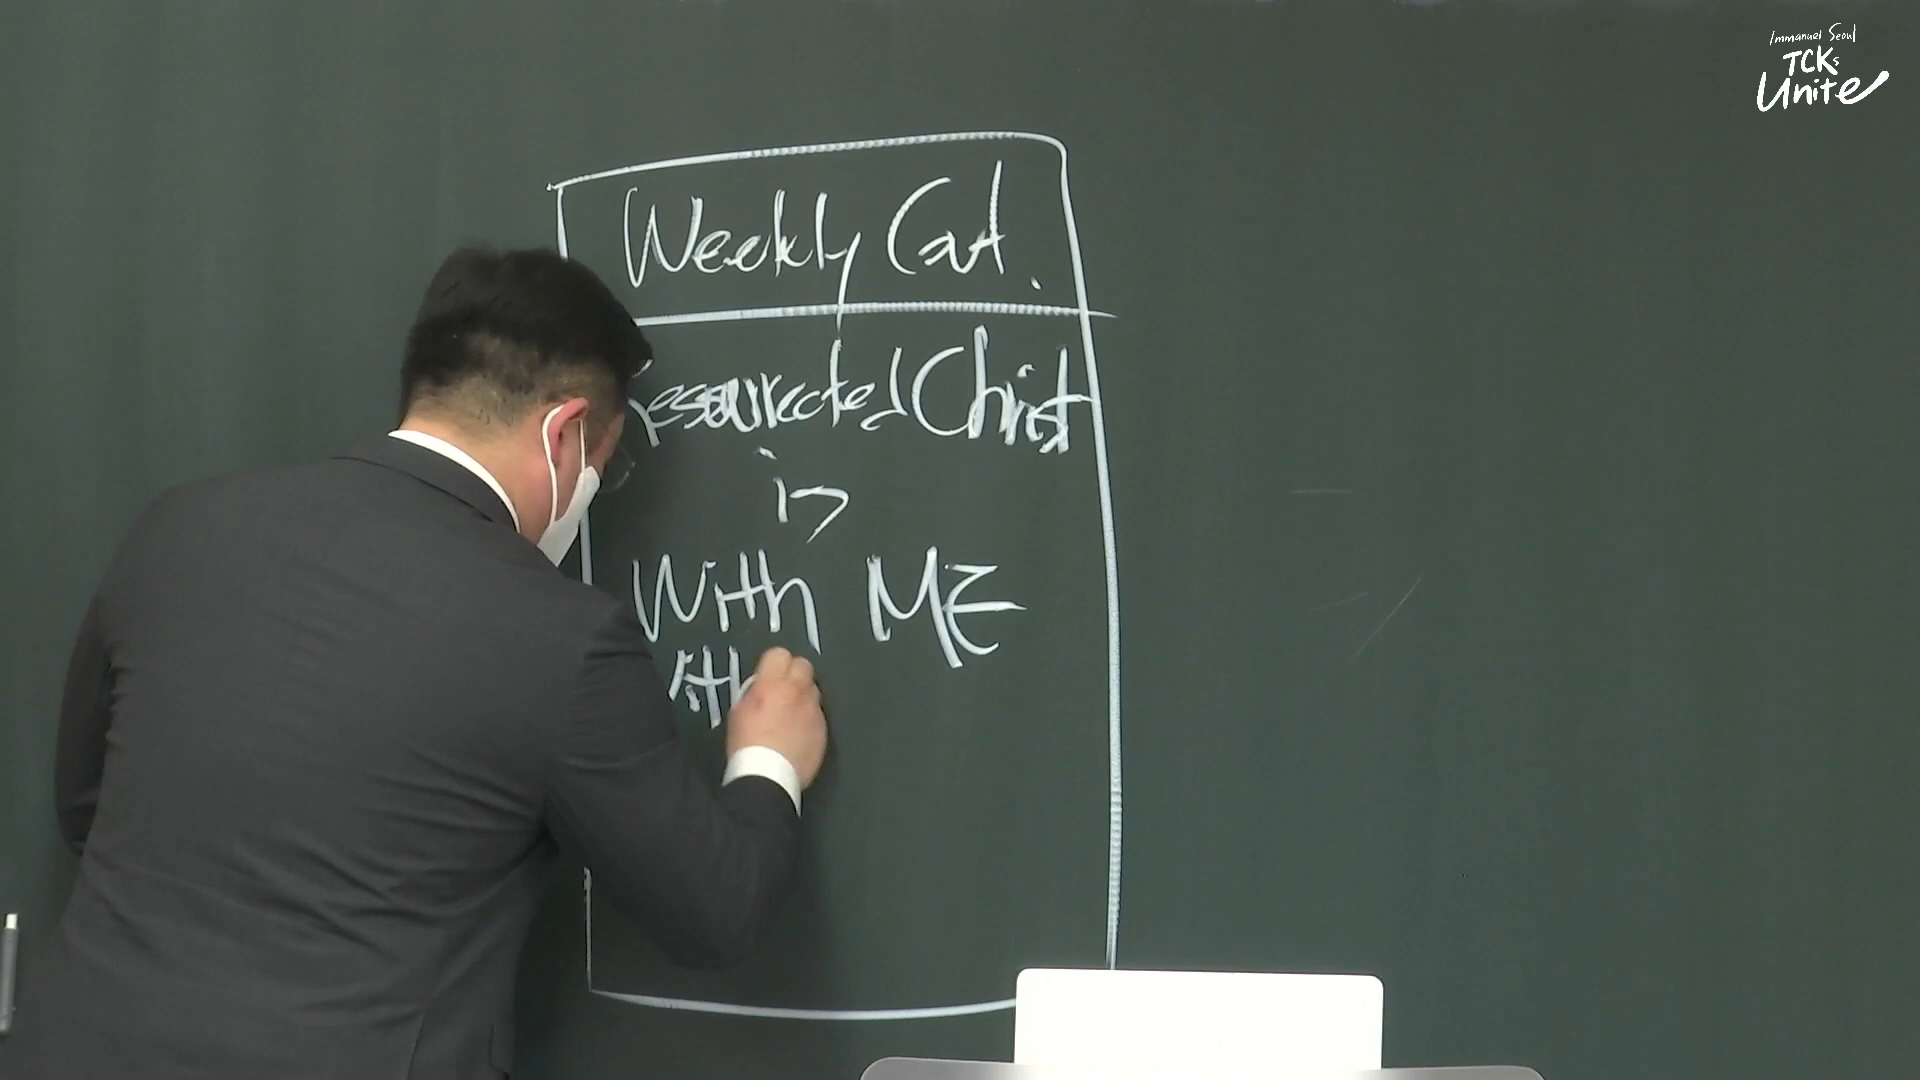 Immanuel Seoul
TCKs
Unite
Weekly Cat.
Christ
is
With ME